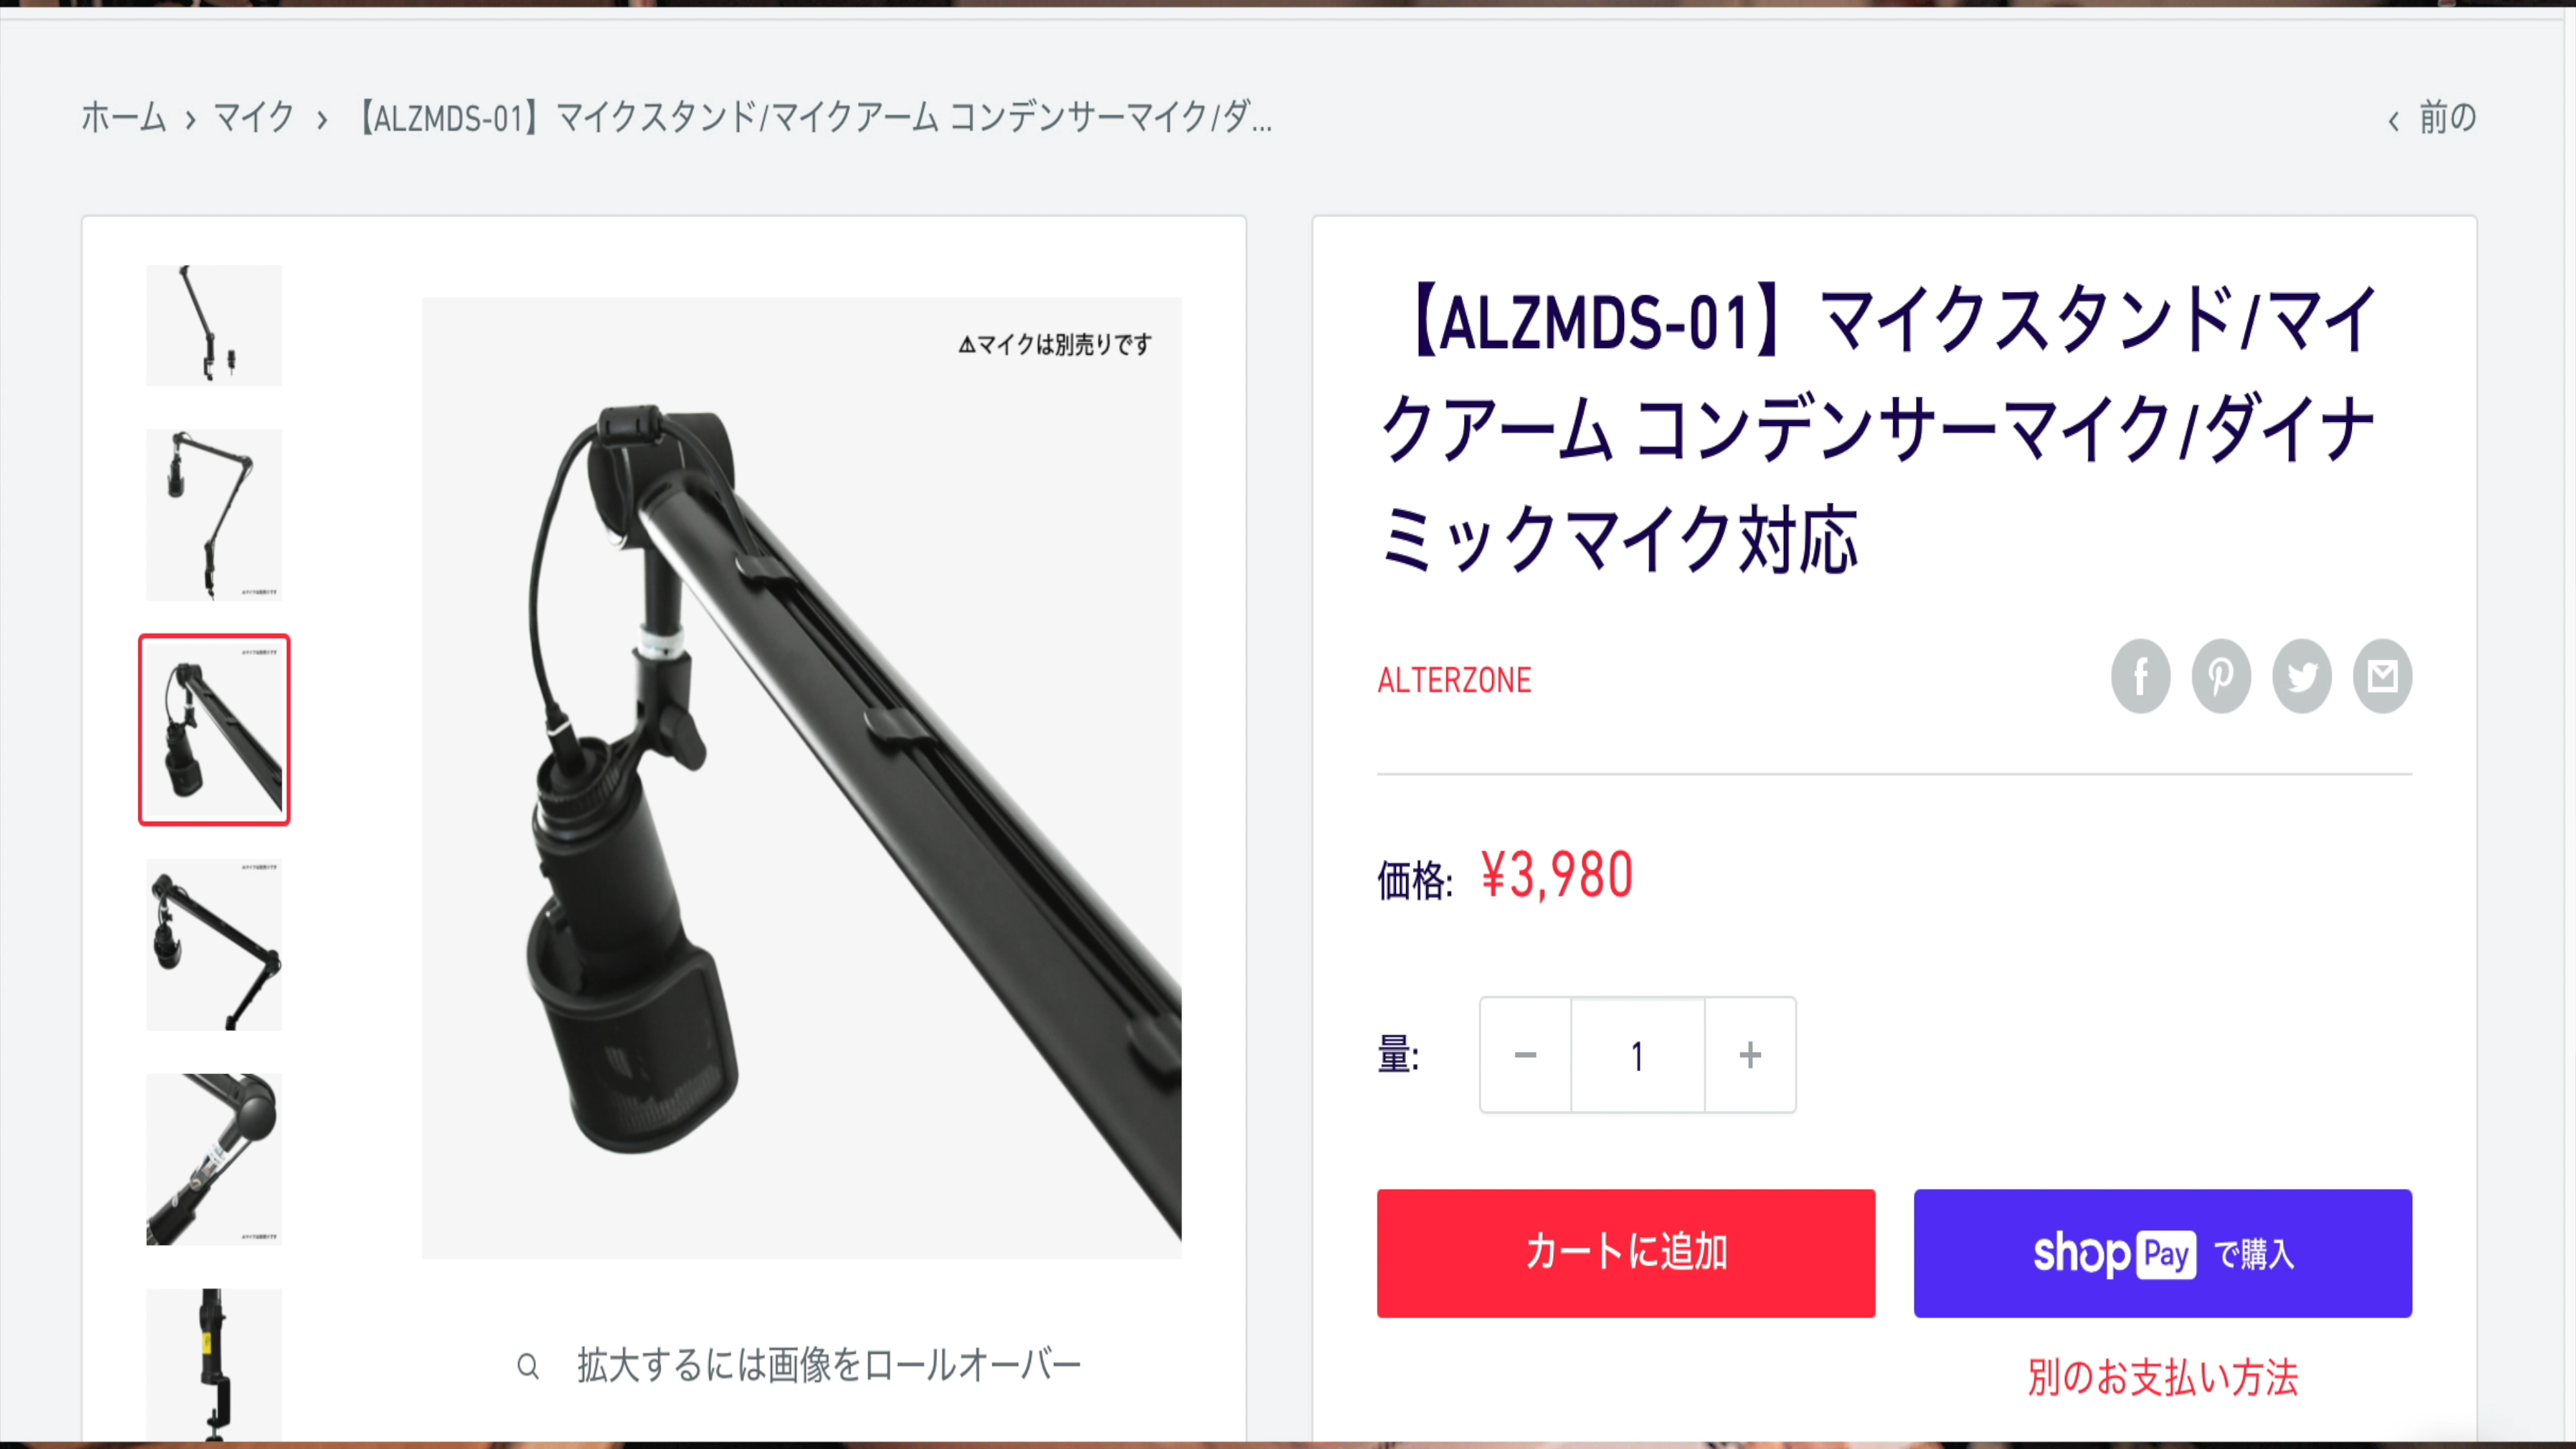 ホーム › マイク › 【ALZMDS-01】マイクスタンド/マイクアーム コンデンサーマイク/ダ...
‹ 前の
⚠マイクは別売りです
拡大するには画像をロールオーバー
【ALZMDS-01】マイクスタンド/マイ
クアーム コンデンサーマイク/ダイナ
ミックマイク対応
ALTERZONE
価格: ¥3,980
量: − 1 +
カートに追加
shop Pay で購入
別のお支払い方法